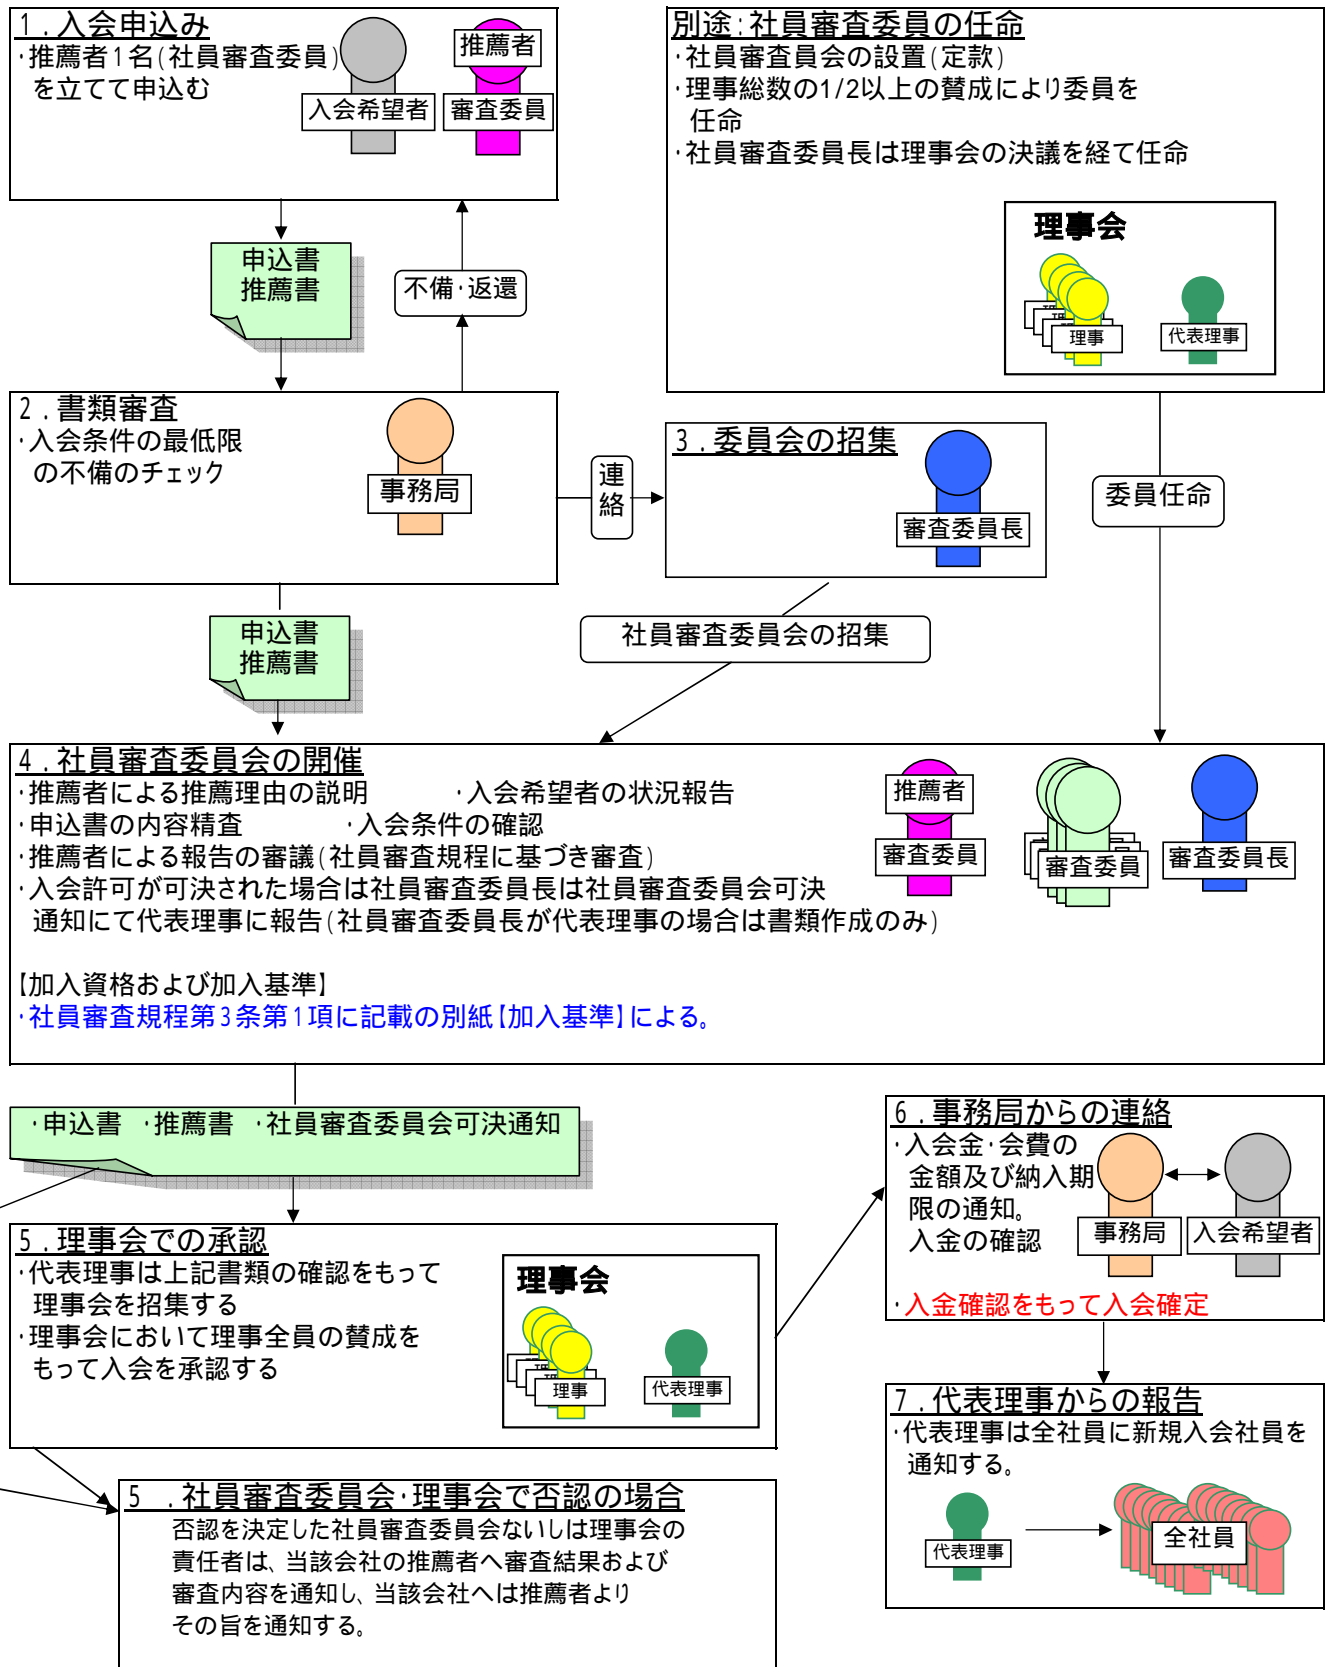 1．入会申込み
・推薦者1名(社員審査委員)
を立てて申込む
入会希望者
推薦者
審査委員
別途:社員審査委員の任命
・社員審査員会の設置(定款)
・理事総数の1/2以上の賛成により委員を
任命
・社員審査委員長は理事会の決議を経て任命
理事会
理事
代表理事
申込書
推薦書
不備・返還
2．書類審査
・入会条件の最低限
の不備のチェック
事務局
連絡
3．委員会の招集
審査委員長
委員任命
申込書
推薦書
社員審査委員会の招集
4．社員審査委員会の開催
・推薦者による推薦理由の説明　・入会希望者の状況報告
・申込書の内容精査　・入会条件の確認
・推薦者による報告の審議(社員審査規程に基づき審査)
・入会許可が可決された場合は社員審査委員長は社員審査委員会可決
通知にて代表理事に報告(社員審査委員長が代表理事の場合は書類作成のみ)
推薦者
審査委員
審査委員
審査委員長
【加入資格および加入基準】
・社員審査規程第3条第1項に記載の別紙【加入基準】による。
・申込書　・推薦書　・社員審査委員会可決通知
5．理事会での承認
・代表理事は上記書類の確認をもって
理事会を招集する
・理事会において理事全員の賛成を
もって入会を承認する
理事会
理事
代表理事
5　．社員審査委員会・理事会で否認の場合
否認を決定した社員審査委員会ないしは理事会の
責任者は、当該会社の推薦者へ審査結果および
審査内容を通知し、当該会社へは推薦者より
その旨を通知する。
6．事務局からの連絡
・入会金・会費の
金額及び納入期
限の通知。
入金の確認
事務局
入会希望者
・入金確認をもって入会確定
7．代表理事からの報告
・代表理事は全社員に新規入会社員を
通知する。
代表理事
全社員